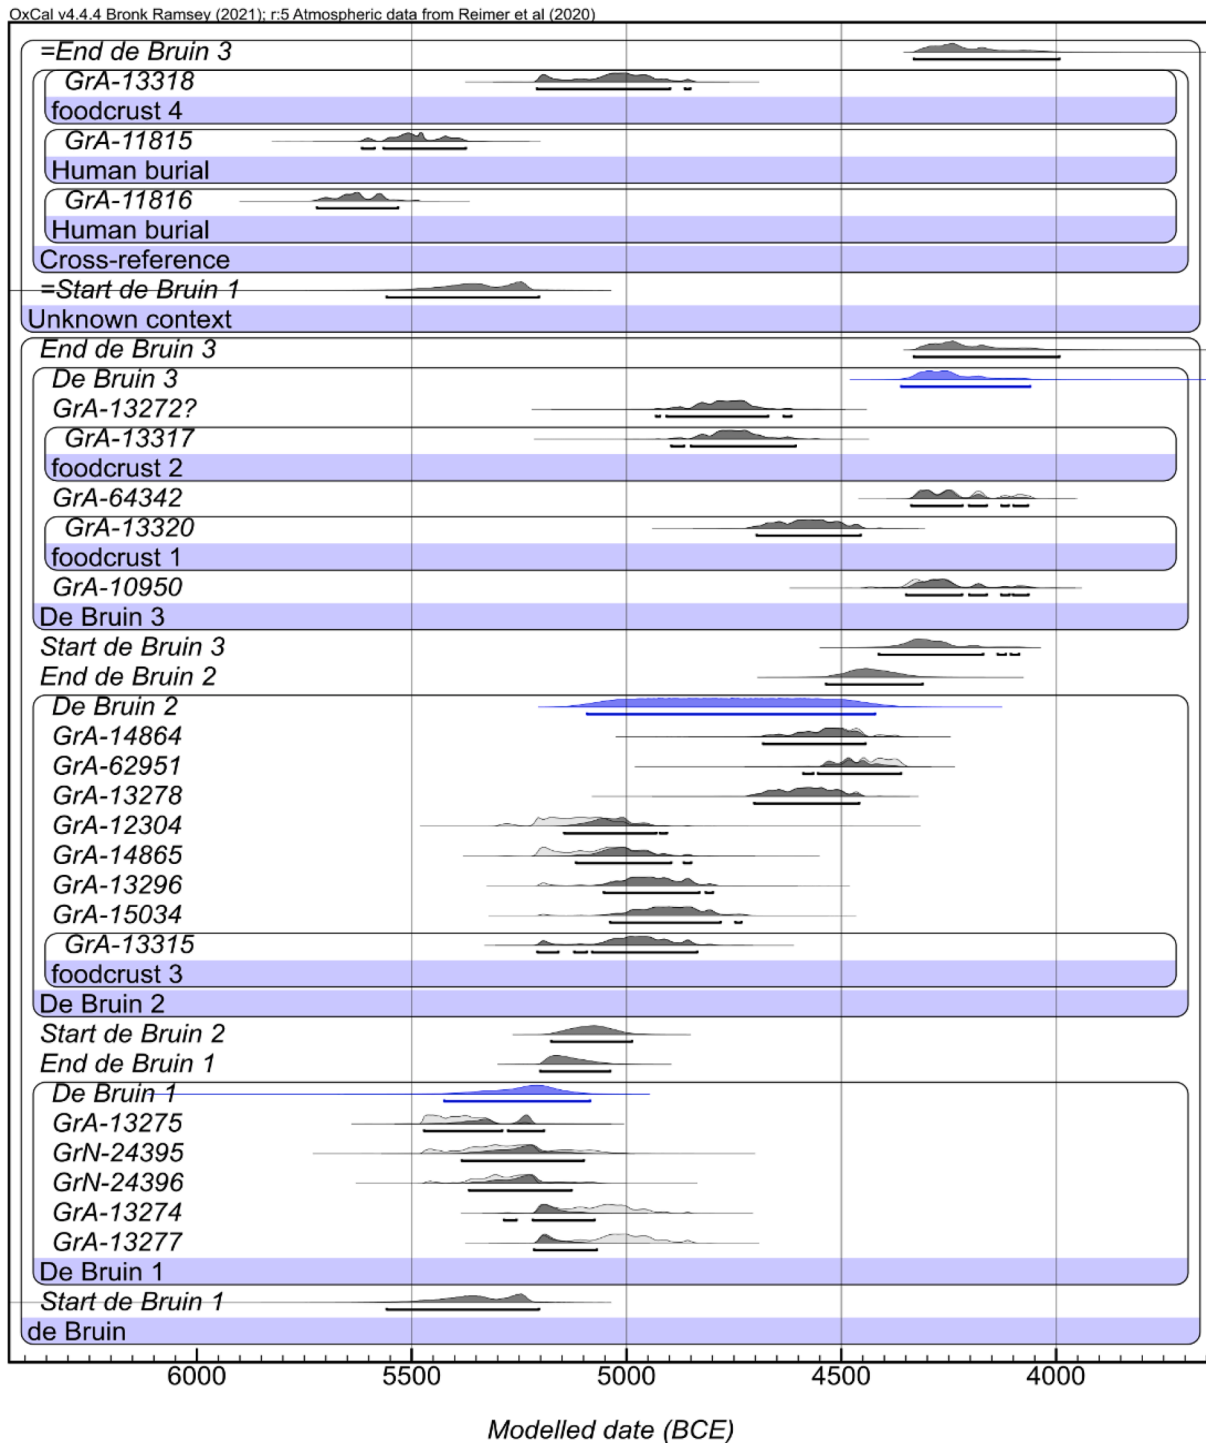 OxCal v4.4.4 Bronk Ramsey (2021); r:5 Atmospheric data from Reimer et al (2020)
=End de Bruin 3
GrA-13318
foodcrust 4
GrA-11815
Human burial
GrA-11816
Human burial
Cross-reference
=Start de Bruin 1
Unknown context
End de Bruin 3
De Bruin 3
GrA-13272?
GrA-13317
foodcrust 2
GrA-64342
GrA-13320
foodcrust 1
GrA-10950
De Bruin 3
Start de Bruin 3
End de Bruin 2
De Bruin 2
GrA-14864
GrA-62951
GrA-13278
GrA-12304
GrA-14865
GrA-13296
GrA-15034
GrA-13315
foodcrust 3
De Bruin 2
Start de Bruin 2
End de Bruin 1
De Bruin 1
GrA-13275
GrN-24395
GrN-24396
GrA-13274
GrA-13277
De Bruin 1
Start de Bruin 1
de Bruin
6000 5500 5000 4500 4000
Modelled date (BCE)